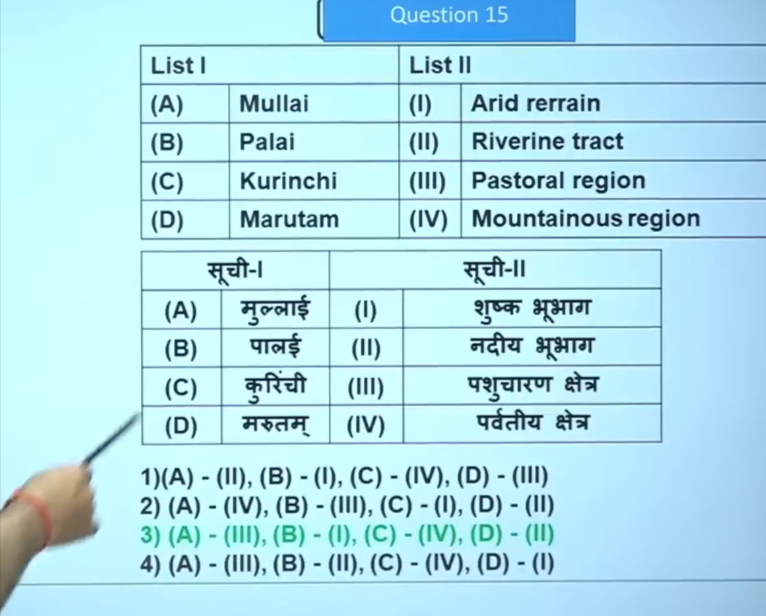 Question 15
List I List II
(A) Mullai (I) Arid rerrain
(B) Palai (II) Riverine tract
(C) Kurinchi (III) Pastoral region
(D) Marutam (IV) Mountainous region
सूची-I सूची-II
(A) मुल्लाई (I) शुष्क भूभाग
(B) पालई (II) नदीय भूभाग
(C) कुरिंची (III) पशुचारण क्षेत्र
(D) मरुतम् (IV) पर्वतीय क्षेत्र
1)(A) - (II), (B) - (I), (C) - (IV), (D) - (III)
2) (A) - (IV), (B) - (III), (C) - (I), (D) - (II)
3) (A) - (III), (B) - (I), (C) - (IV), (D) - (II)
4) (A) - (III), (B) - (II), (C) - (IV), (D) - (I)